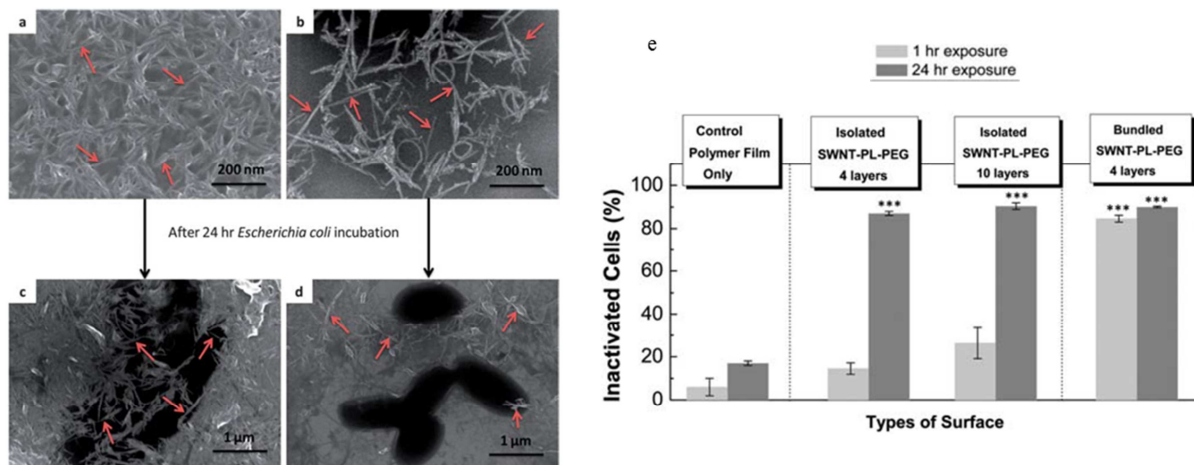 a
b
200 nm
200 nm
After 24 hr Escherichia coli incubation
c
d
1 µm
1 µm
e
1 hr exposure
24 hr exposure
Control
Polymer Film
Only
Isolated
SWNT-PL-PEG
4 layers
Isolated
SWNT-PL-PEG
10 layers
Bundled
SWNT-PL-PEG
4 layers
Inactivated Cells (%)
100
80
60
40
20
0
***
***
***
***
Types of Surface